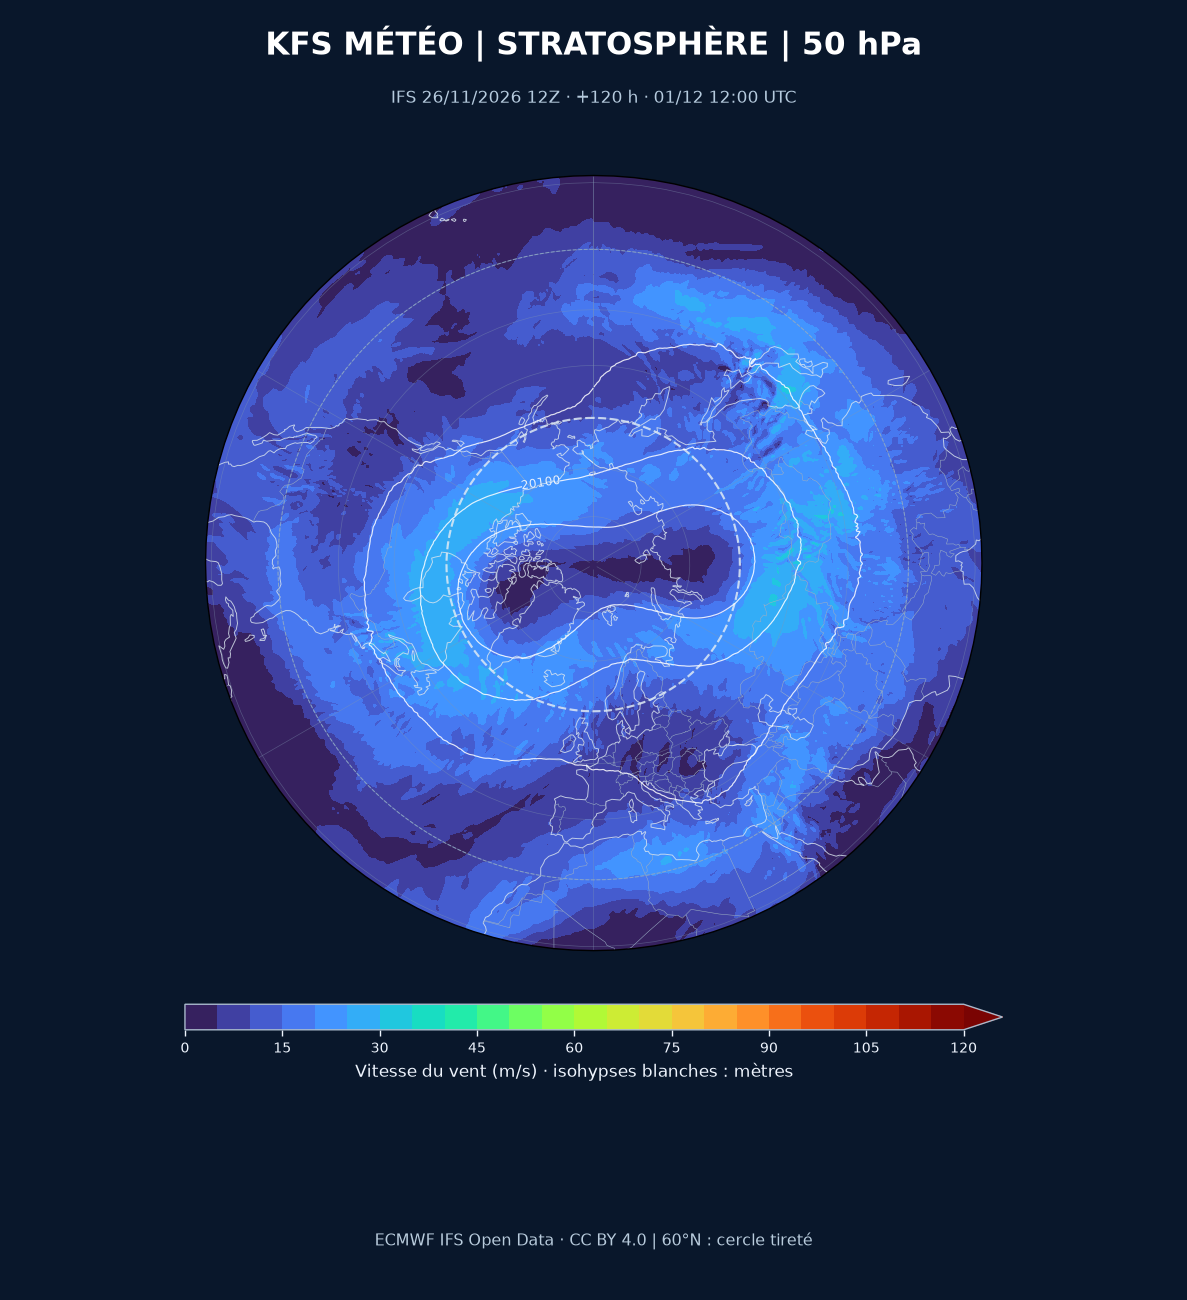 KFS MÉTÉO | STRATOSPHÈRE | 50 hPa
IFS 26/11/2026 12Z · +120 h · 01/12 12:00 UTC
20100
0 15 30 45 60 75 90 105 120
Vitesse du vent (m/s) · isohypses blanches : mètres
ECMWF IFS Open Data · CC BY 4.0 | 60°N : cercle tireté